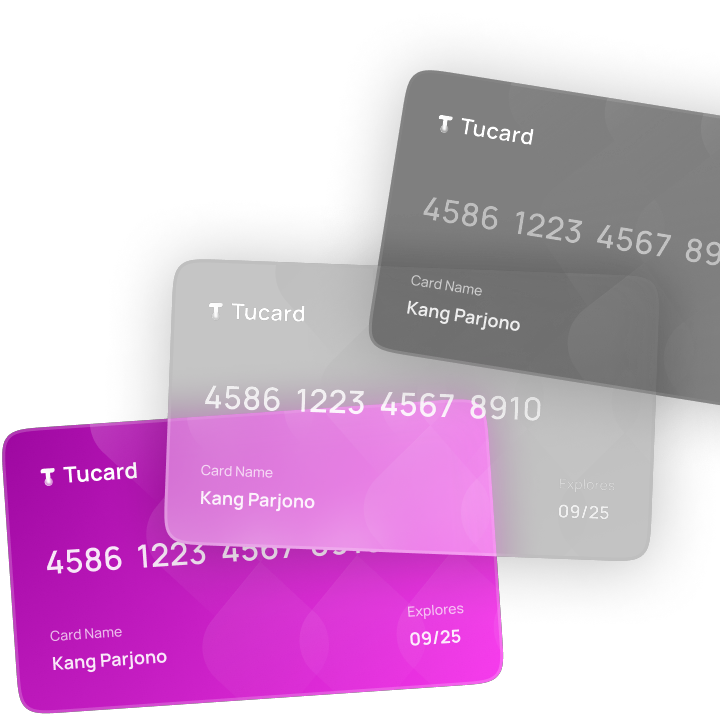 Tucard
4586 1223 4567 89
Card Name
Kang Parjono
Tucard
4586 1223 4567 8910
Card Name
Kang Parjono
Explores
09/25
Tucard
4586 1223 4567 8910
Card Name
Kang Parjono
Explores
09/25